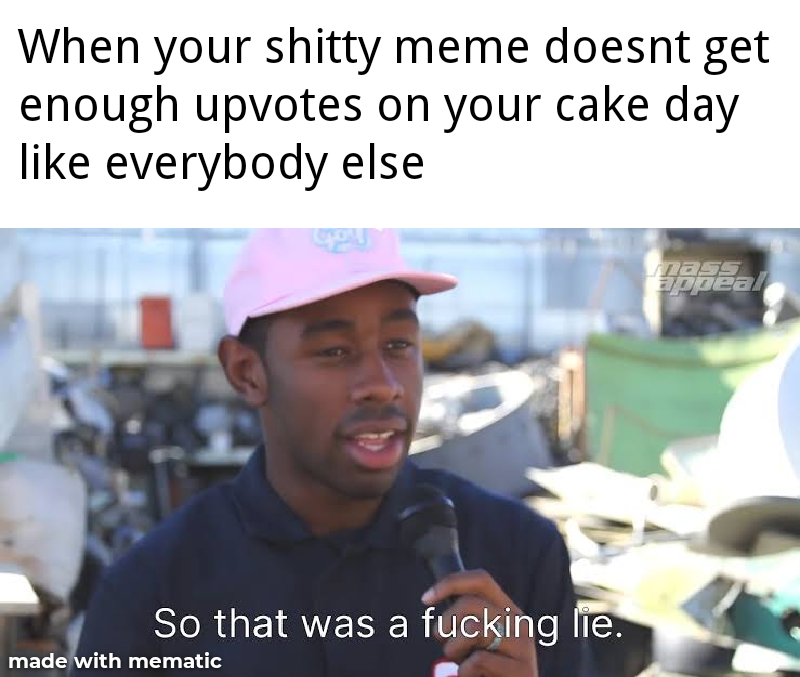 When your shitty meme doesnt get
enough upvotes on your cake day
like everybody else
mass
appeal
So that was a fucking lie.
made with mematic